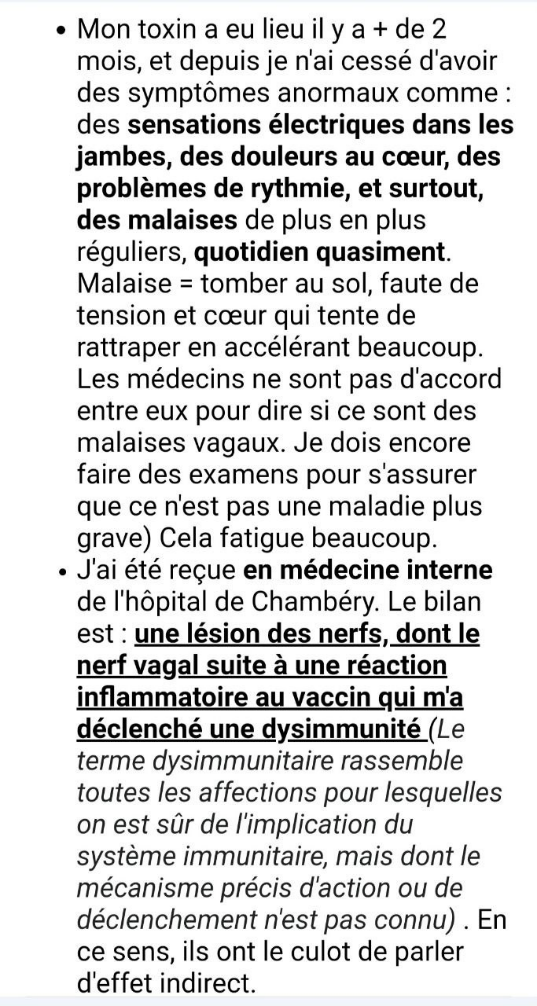 • Mon toxin a eu lieu il y a + de 2
mois, et depuis je n'ai cessé d'avoir
des symptômes anormaux comme :
des sensations électriques dans les
jambes, des douleurs au cœur, des
problèmes de rythmie, et surtout,
des malaises de plus en plus
réguliers, quotidien quasiment.
Malaise = tomber au sol, faute de
tension et cœur qui tente de
rattraper en accélérant beaucoup.
Les médecins ne sont pas d'accord
entre eux pour dire si ce sont des
malaises vagaux. Je dois encore
faire des examens pour s'assurer
que ce n'est pas une maladie plus
grave) Cela fatigue beaucoup.
• J'ai été reçue en médecine interne
de l'hôpital de Chambéry. Le bilan
est : une lésion des nerfs, dont le
nerf vagal suite à une réaction
inflammatoire au vaccin qui m'a
déclenché une dysimmunité (Le
terme dysimmunitaire rassemble
toutes les affections pour lesquelles
on est sûr de l'implication du
système immunitaire, mais dont le
mécanisme précis d'action ou de
déclenchement n'est pas connu) . En
ce sens, ils ont le culot de parler
d'effet indirect.